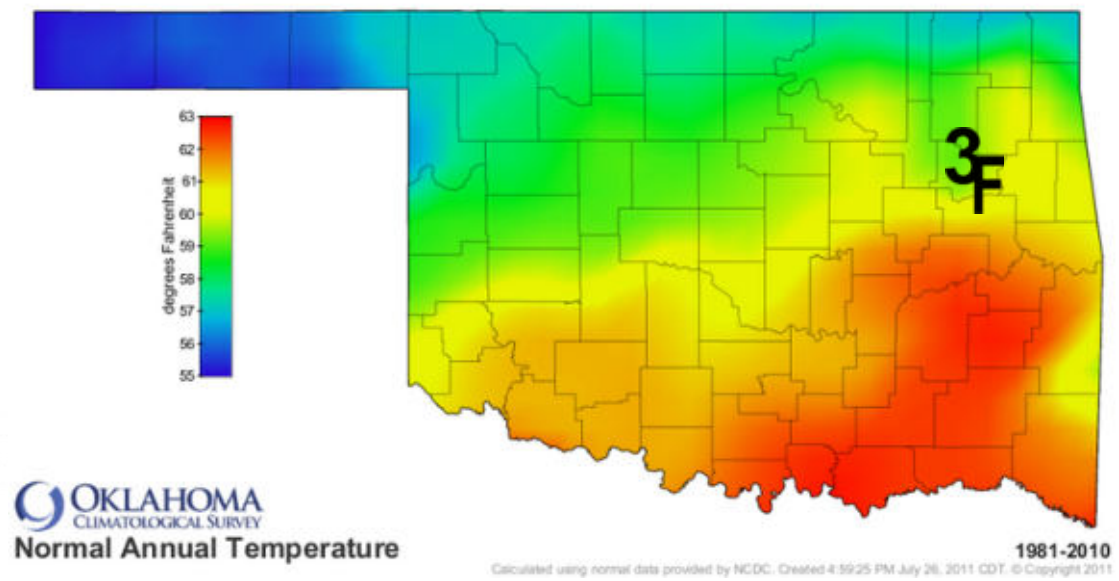 3
F
63
62
61
60
59
58
57
56
55
degrees Fahrenheit
OKLAHOMA
CLIMATOLOGICAL SURVEY
Normal Annual Temperature
1981-2010
Calculated using normal data provided by NCDC. Created 4:59:25 PM July 26, 2011 CDT. © Copyright 2011